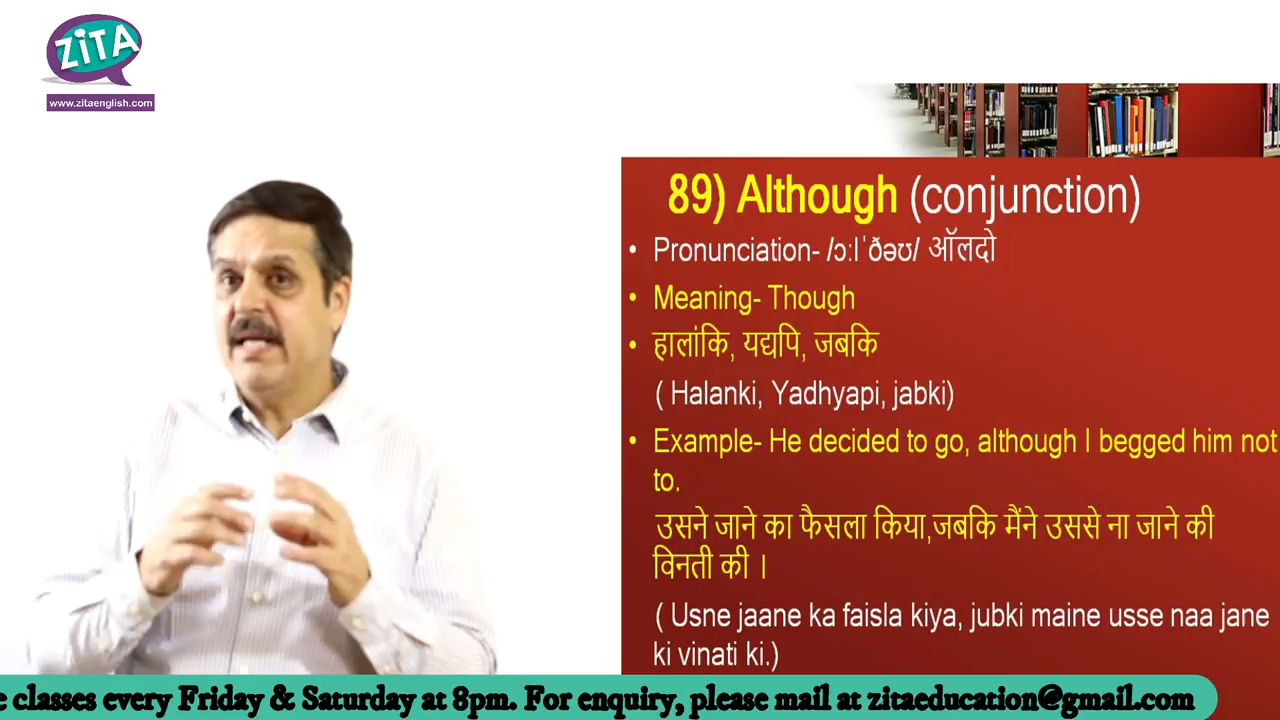 ZiTA
www.zitaenglish.com
89) Although (conjunction)
• Pronunciation- /ɔːlˈðəʊ/ ऑलदो
• Meaning- Though
• हालांकि, यद्यपि, जबकि
( Halanki, Yadhyapi, jabki)
• Example- He decided to go, although I begged him not
to.
उसने जाने का फैसला किया,जबकि मैंने उससे ना जाने की
विनती की ।
( Usne jaane ka faisla kiya, jubki maine usse naa jane
ki vinati ki.)
e classes every Friday & Saturday at 8pm. For enquiry, please mail at zitaeducation@gmail.com